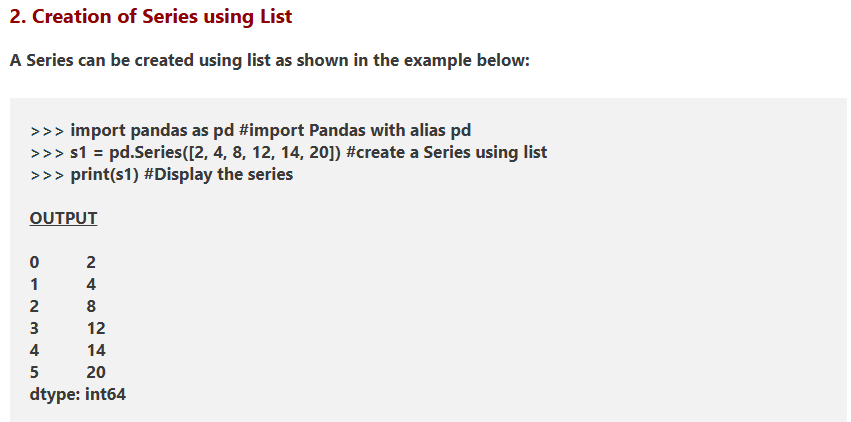 2. Creation of Series using List
A Series can be created using list as shown in the example below:
>>> import pandas as pd #import Pandas with alias pd
>>> s1 = pd.Series([2, 4, 8, 12, 14, 20]) #create a Series using list
>>> print(s1) #Display the series
OUTPUT
0 2
1 4
2 8
3 12
4 14
5 20
dtype: int64